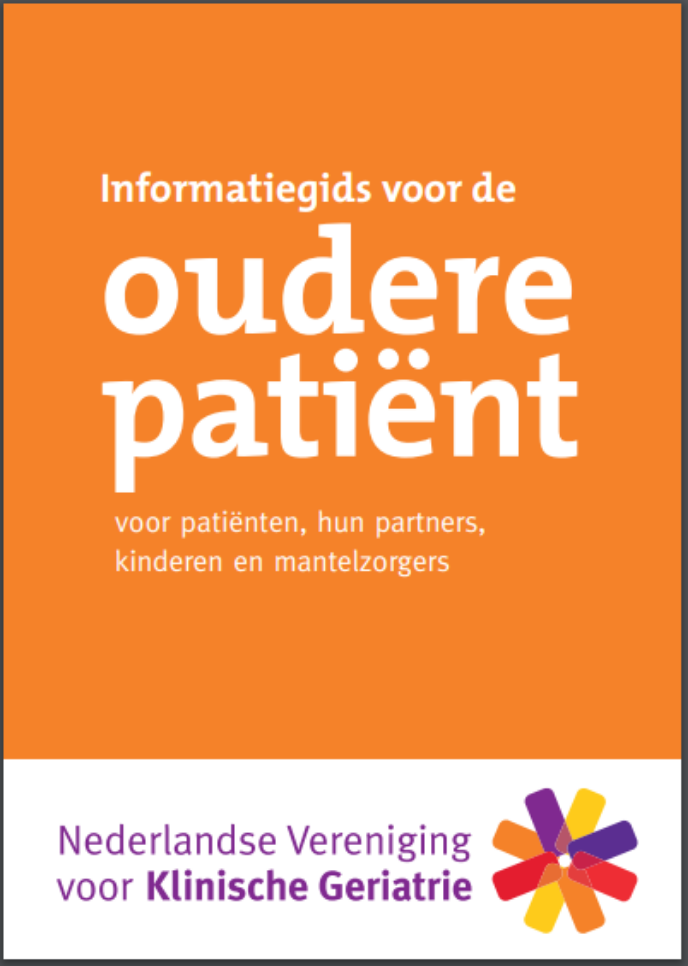 Informatiegids voor de
oudere
patiënt
voor patiënten, hun partners,
kinderen en mantelzorgers
Nederlandse Vereniging
voor Klinische Geriatrie